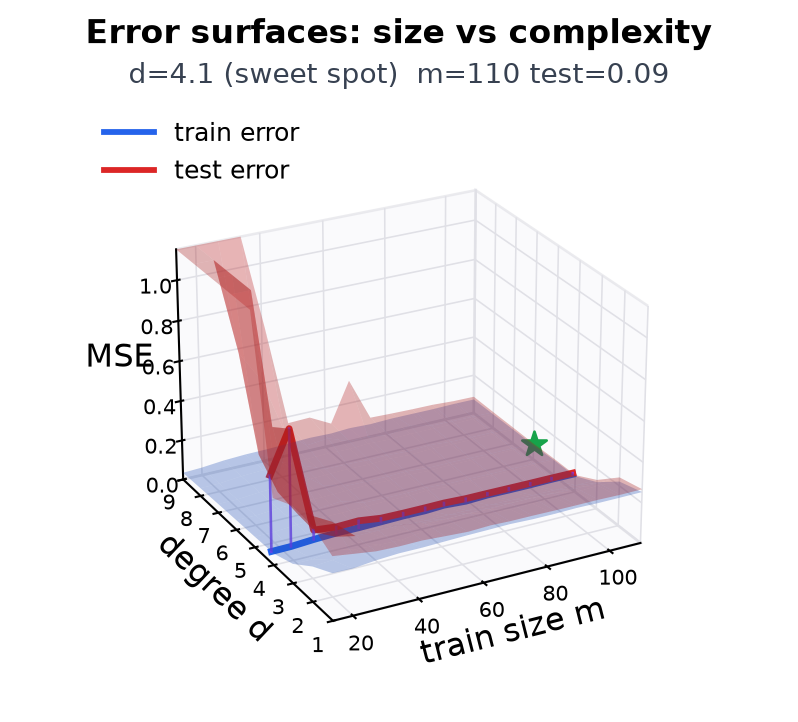 Error surfaces: size vs complexity
d=4.1 (sweet spot)  m=110 test=0.09
train error
test error
1.0
0.8
MSE
0.6
0.4
0.2
0.0
9
8
7
6
5
4
3
2
1
degree d
20
40
60
80
100
train size m